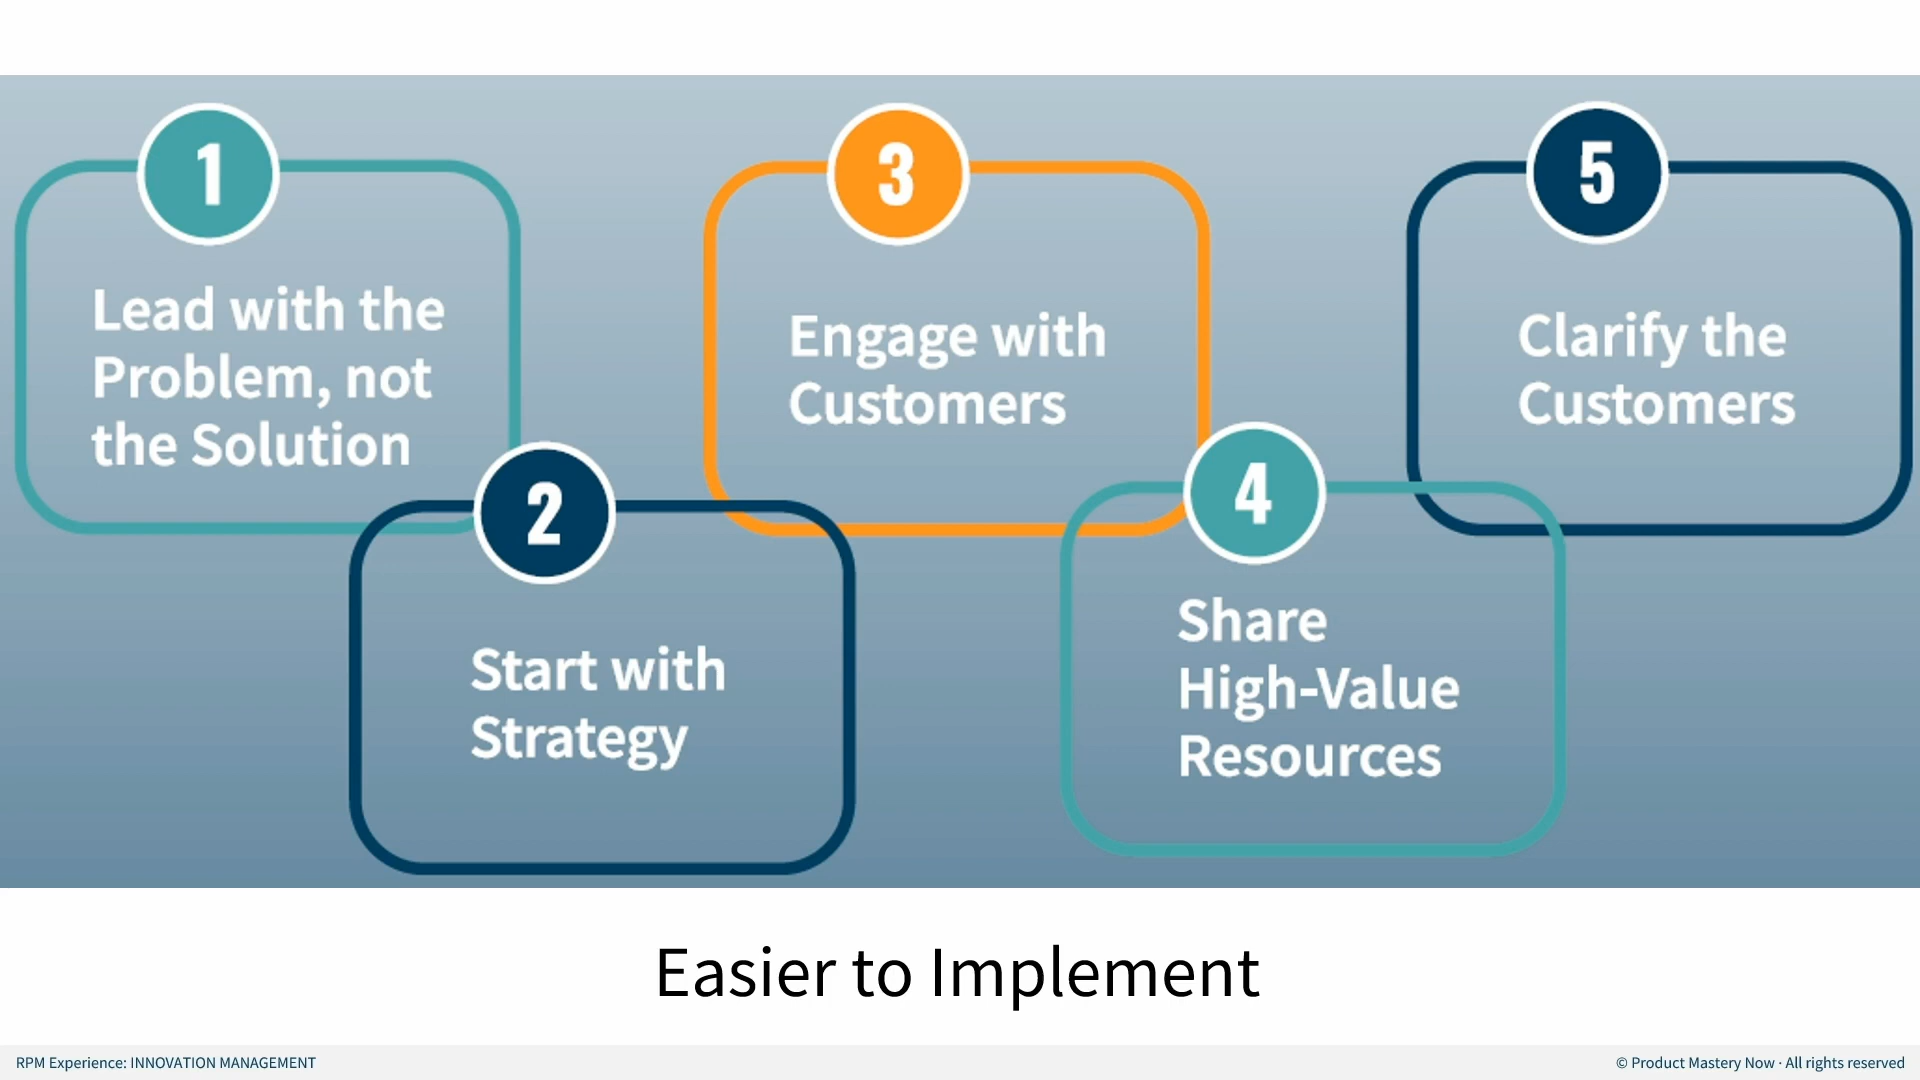 1
Lead with the
Problem, not
the Solution
2
Start with
Strategy
3
Engage with
Customers
4
Share
High-Value
Resources
5
Clarify the
Customers
Easier to Implement
RPM Experience: INNOVATION MANAGEMENT
© Product Mastery Now · All rights reserved